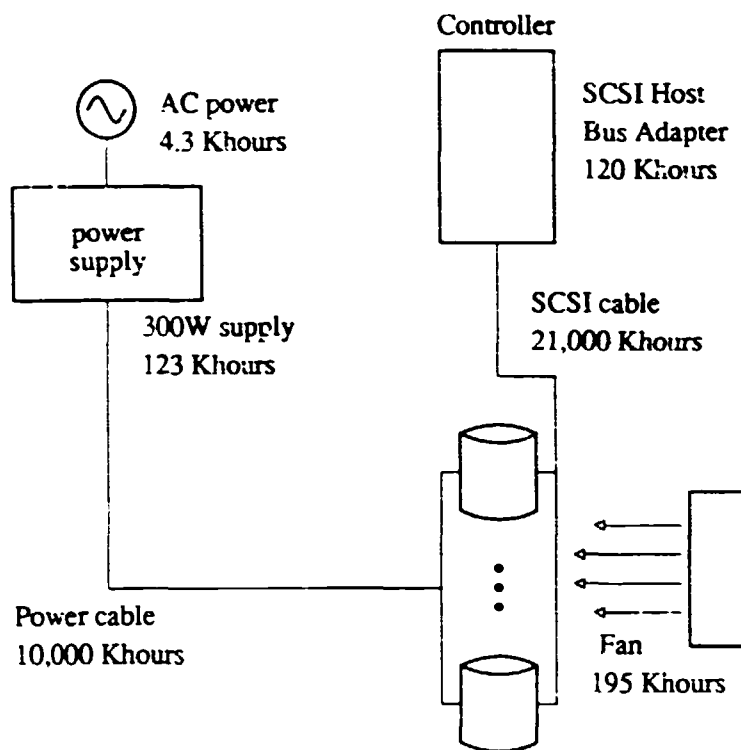 Controller
AC power
4.3 Khours
SCSI Host
Bus Adapter
120 Khours
power
supply
300W supply
123 Khours
SCSI cable
21,000 Khours
Power cable
10,000 Khours
Fan
195 Khours